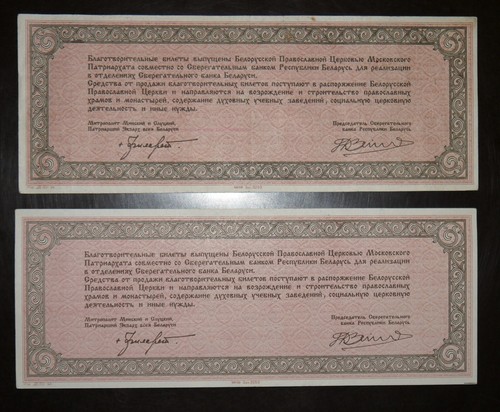 Благотворительные билеты выпущены Белорусской Православной Церковью Московского
Патриархата совместно со Сберегательным банком Республики Беларусь для реализации
в отделениях Сберегательного банка Беларуси.
Средства от продажи благотворительных билетов поступают в распоряжение Белорусской
Православной Церкви и направляются на возрождение и строительство православных
храмов и монастырей, содержание духовных учебных заведений, социальную церковную
деятельность и иные нужды.
Митрополит Минский и Слуцкий,
Патриарший Экзарх всея Беларуси
Председатель Сберегательного
банка Республики Беларусь
Благотворительные билеты выпущены Белорусской Православной Церковью Московского
Патриархата совместно со Сберегательным банком Республики Беларусь для реализации
в отделениях Сберегательного банка Беларуси.
Средства от продажи благотворительных билетов поступают в распоряжение Белорусской
Православной Церкви и направляются на возрождение и строительство православных
храмов и монастырей, содержание духовных учебных заведений, социальную церковную
деятельность и иные нужды.
Митрополит Минский и Слуцкий,
Патриарший Экзарх всея Беларуси
Председатель Сберегательного
банка Республики Беларусь